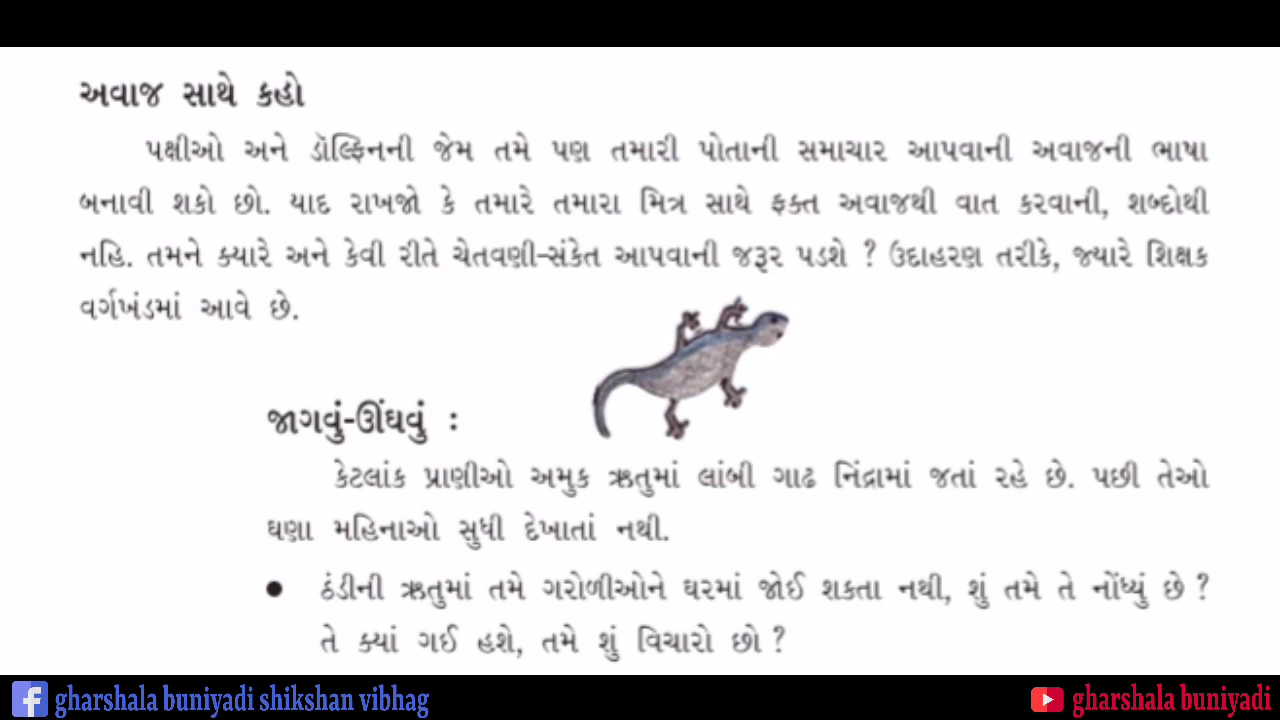 અવાજ સાથે કહો
પક્ષીઓ અને ડૉલ્ફિનની જેમ તમે પણ તમારી પોતાની સમાચાર આપવાની અવાજની ભાષા
બનાવી શકો છો. યાદ રાખજો કે તમારે તમારા મિત્ર સાથે ફક્ત અવાજથી વાત કરવાની, શબ્દોથી
નહિ. તમને ક્યારે અને કેવી રીતે ચેતવણી-સંકેત આપવાની જરૂર પડશે ? ઉદાહરણ તરીકે, જ્યારે શિક્ષક
વર્ગખંડમાં આવે છે.
જાગવું-ઊંઘવું :
કેટલાંક પ્રાણીઓ અમુક ઋતુમાં લાંબી ગાઢ નિંદ્રામાં જતાં રહે છે. પછી તેઓ
ઘણા મહિનાઓ સુધી દેખાતાં નથી.
● ઠંડીની ઋતુમાં તમે ગરોળીઓને ઘરમાં જોઈ શકતા નથી, શું તમે તે નોંધ્યું છે ?
તે ક્યાં ગઈ હશે, તમે શું વિચારો છો ?
gharshala buniyadi shikshan vibhag
gharshala buniyadi